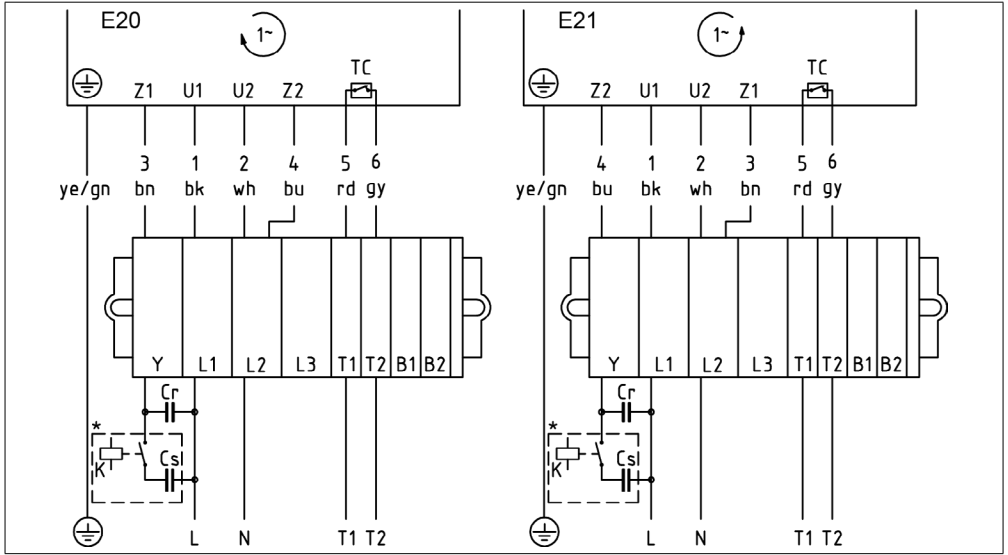 E20 E21
1~ 1~
TC TC
Z1 U1 U2 Z2 Z2 U1 U2 Z1
3 1 2 4 5 6 4 1 2 3 5 6
ye/gn bn bk wh bu rd gy ye/gn bu bk wh bn rd gy
Y L1 L2 L3 T1 T2 B1 B2 Y L1 L2 L3 T1 T2 B1 B2
Cr Cr
* *
K Cs K Cs
L N T1 T2 L N T1 T2